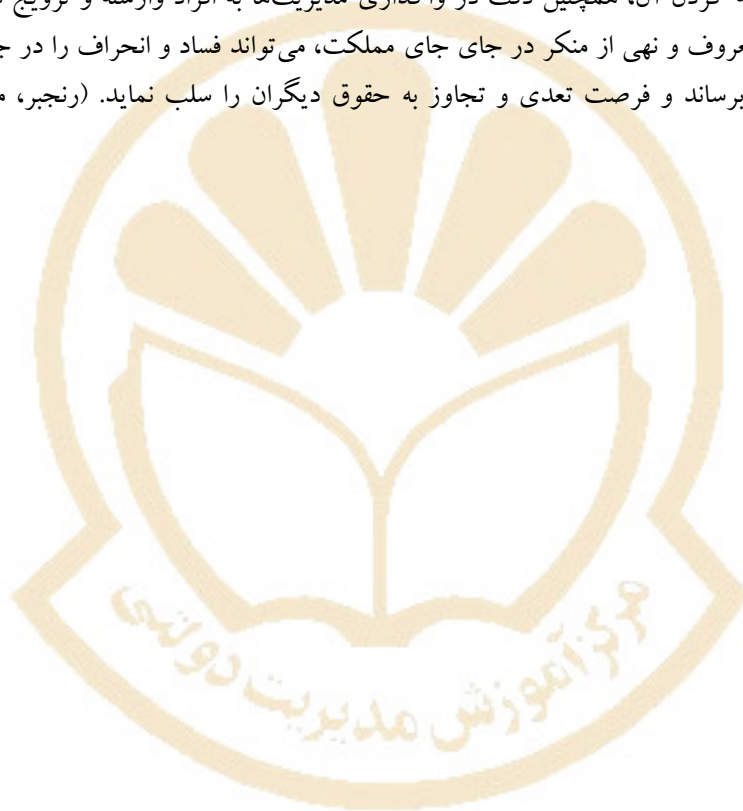 کردن آن، همچنین دقت در واگذاری مدیریت‌ها به افراد وارسته و ترویج
معروف و نهی از منکر در جای جای مملکت، می‌تواند فساد و انحراف را در
برساند و فرصت تعدی و تجاوز به حقوق دیگران را سلب نماید. (رنجبر،
مرکز آموزش مدیریت دولتی